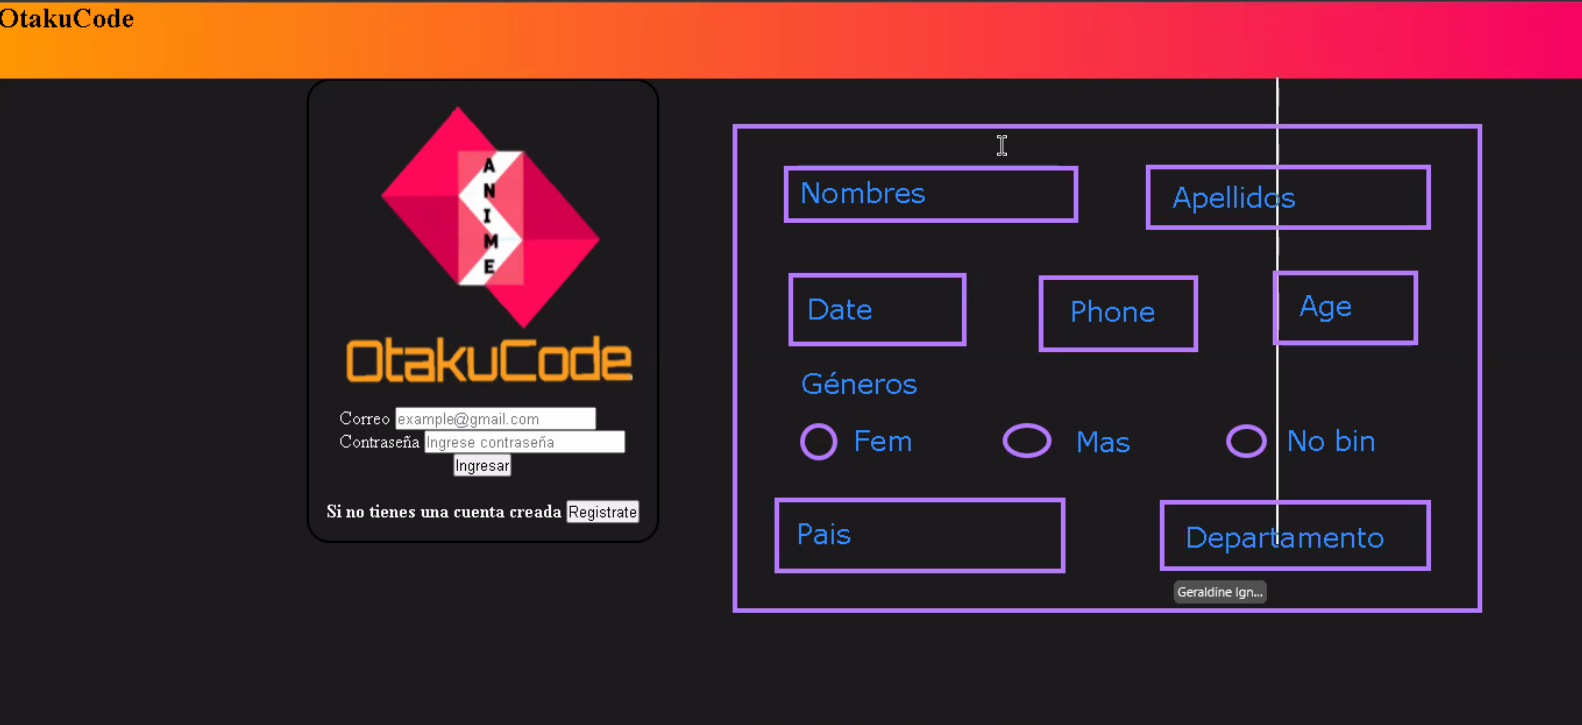 OtakuCode
ANIME
OtakuCode
Correo example@gmail.com
Contraseña Ingrese contraseña
Ingresar
Si no tienes una cuenta creada Registrate
Nombres
Apellidos
Date
Phone
Age
Géneros
Fem
Mas
No bin
Pais
Departamento
Geraldine Ign...